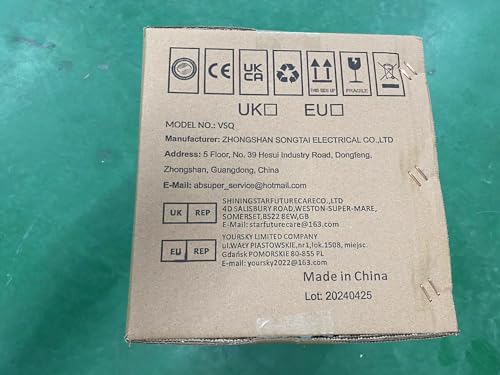 CE
UK
CA
THIS SIDE UP
FRAGILE
UK□ EU□
MODEL NO.: VSQ
Manufacturer: ZHONGSHAN SONGTAI ELECTRICAL CO.,LTD
Address: 5 Floor, No. 39 Hesui Industry Road, Dongfeng,
Zhongshan, Guangdong, China
E-Mail: absuper_service@hotmail.com
UK REP
SHININGSTARFUTURECARECO.,LTD
4D SALISBURY ROAD,WESTON-SUPER-MARE,
SOMERSET,BS22 8EW,GB
E-mail: starfuturecare@163.com
EU REP
YOURSKY LIMITED COMPANY
ul.WAŁY PIASTOWSKIE,nr1,lok.1508, miejsc.
Gdańsk POMORSKIE 80-855 PL
E-mail: yoursky2022@163.com
Made in China
Lot: 20240425